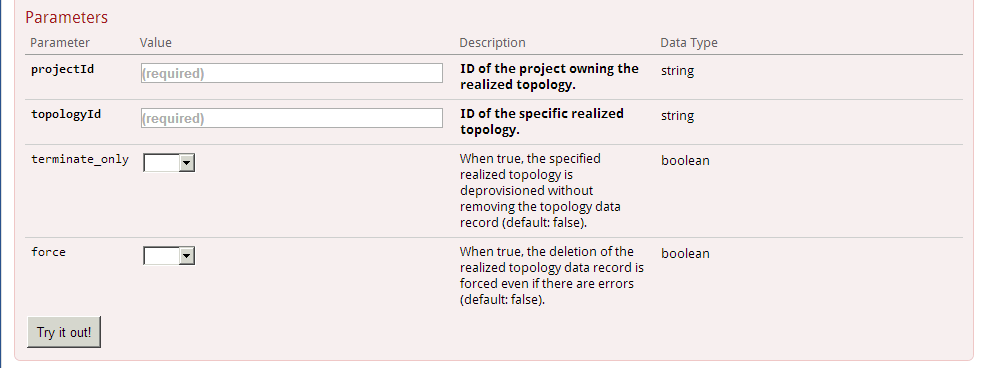 Parameters
Parameter Value Description Data Type
projectId (required) ID of the project owning the realized topology. string
topologyId (required) ID of the specific realized topology. string
terminate_only When true, the specified realized topology is deprovisioned without removing the topology data record (default: false). boolean
force When true, the deletion of the realized topology data record is forced even if there are errors (default: false). boolean
Try it out!